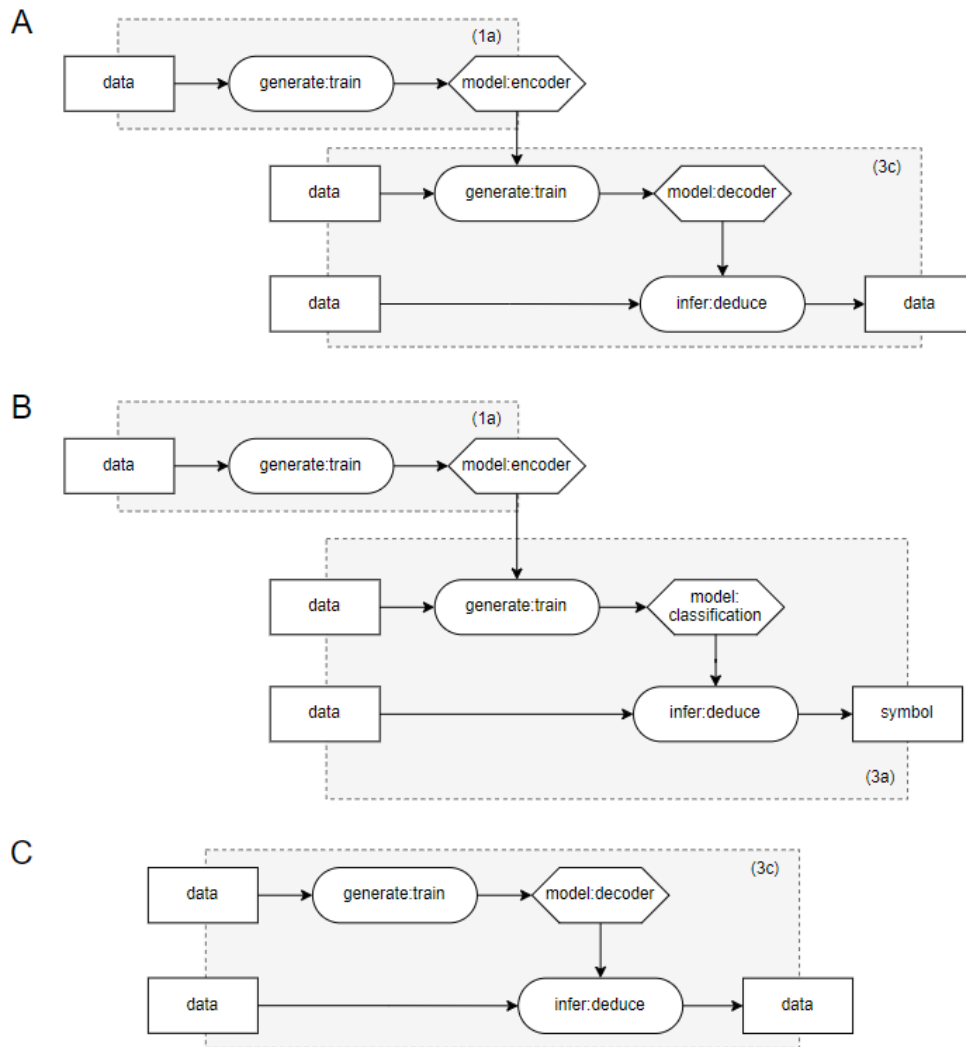 A
(1a)
data
generate:train
model:encoder
(3c)
data
generate:train
model:decoder
data
infer:deduce
data
B
(1a)
data
generate:train
model:encoder
data
generate:train
model:
classification
data
infer:deduce
symbol
(3a)
C
(3c)
data
generate:train
model:decoder
data
infer:deduce
data